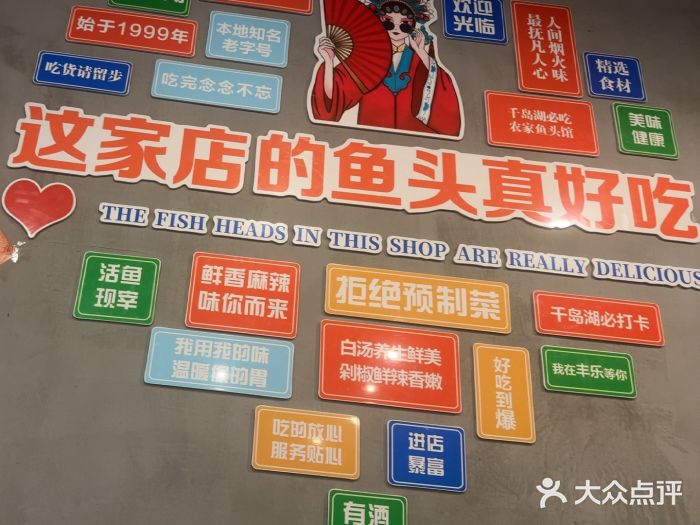 始于1999年
本地知名
老字号
欢迎
光临
人间烟火味
最抚凡人心
精选
食材
吃货请留步
吃完念念不忘
千岛湖必吃
农家鱼头馆
美味
健康
这家店的鱼头真好吃
THE FISH HEADS IN THIS SHOP ARE REALLY DELICIOUS
活鱼
现宰
鲜香麻辣
味你而来
拒绝预制菜
千岛湖必打卡
我用我的味
温暖您的胃
白汤养生鲜美
剁椒鲜辣香嫩
好吃到爆
我在丰乐等你
吃的放心
服务贴心
进店
暴富
有酒
大众点评